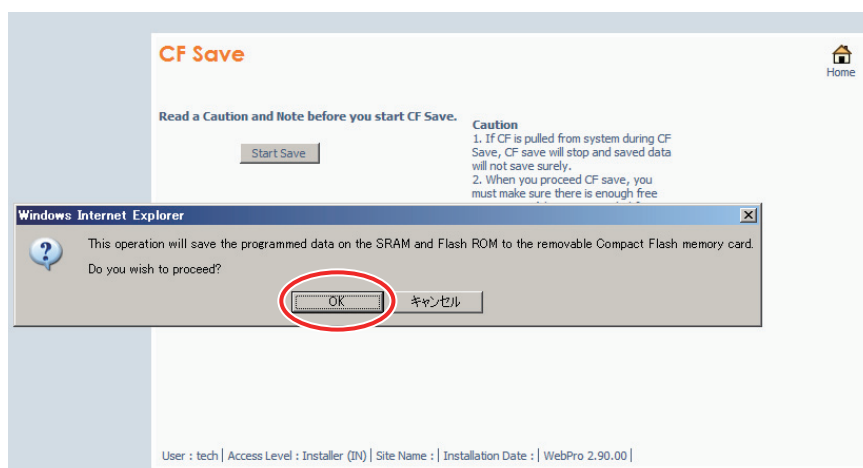 CF Save
Home
Read a Caution and Note before you start CF Save.
Start Save
Caution
1. If CF is pulled from system during CF
Save, CF save will stop and saved data
will not save surely.
2. When you proceed CF save, you
must make sure there is enough free
Windows Internet Explorer
This operation will save the programmed data on the SRAM and Flash ROM to the removable Compact Flash memory card.
Do you wish to proceed?
OK
キャンセル
User : tech | Access Level : Installer (IN) | Site Name : | Installation Date : | WebPro 2.90.00 |